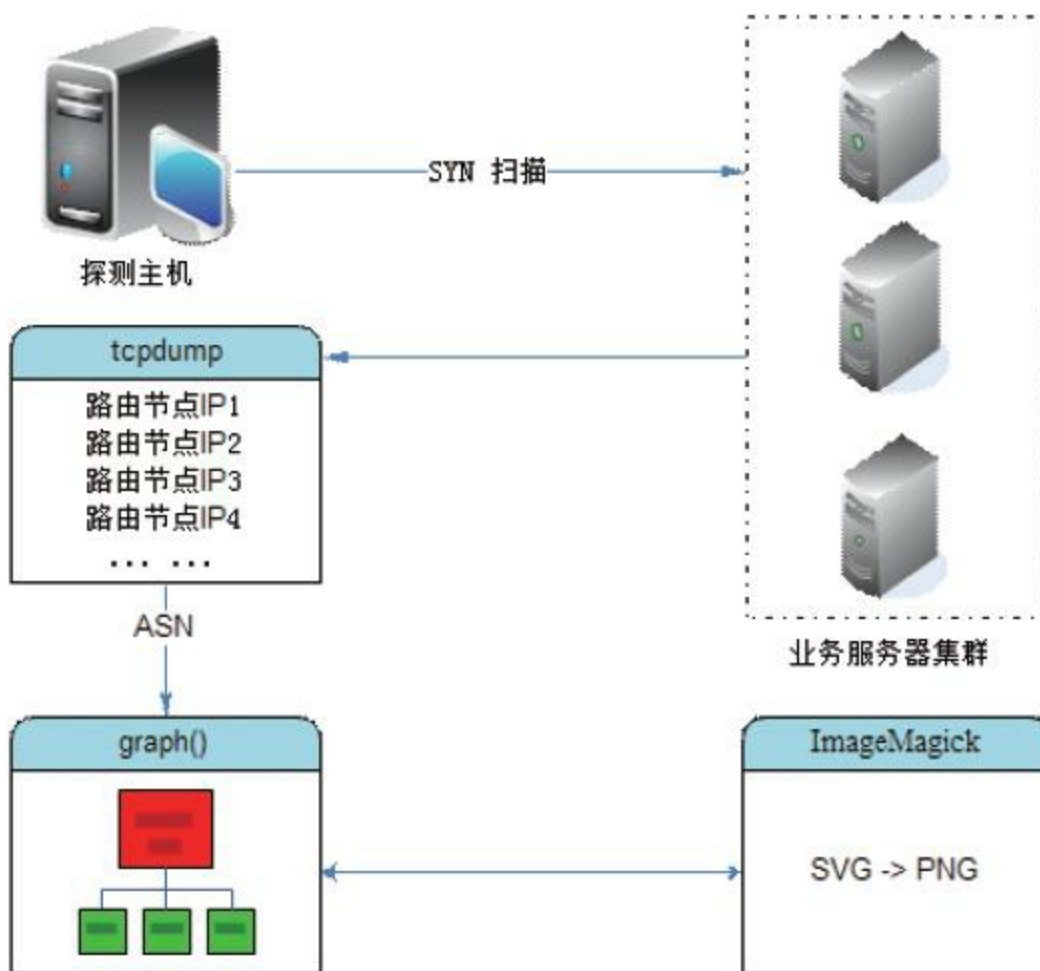 SYN 扫描
探测主机
tcpdump
路由节点IP1
路由节点IP2
路由节点IP3
路由节点IP4
... ...
ASN
业务服务器集群
graph()
ImageMagick
SVG -> PNG